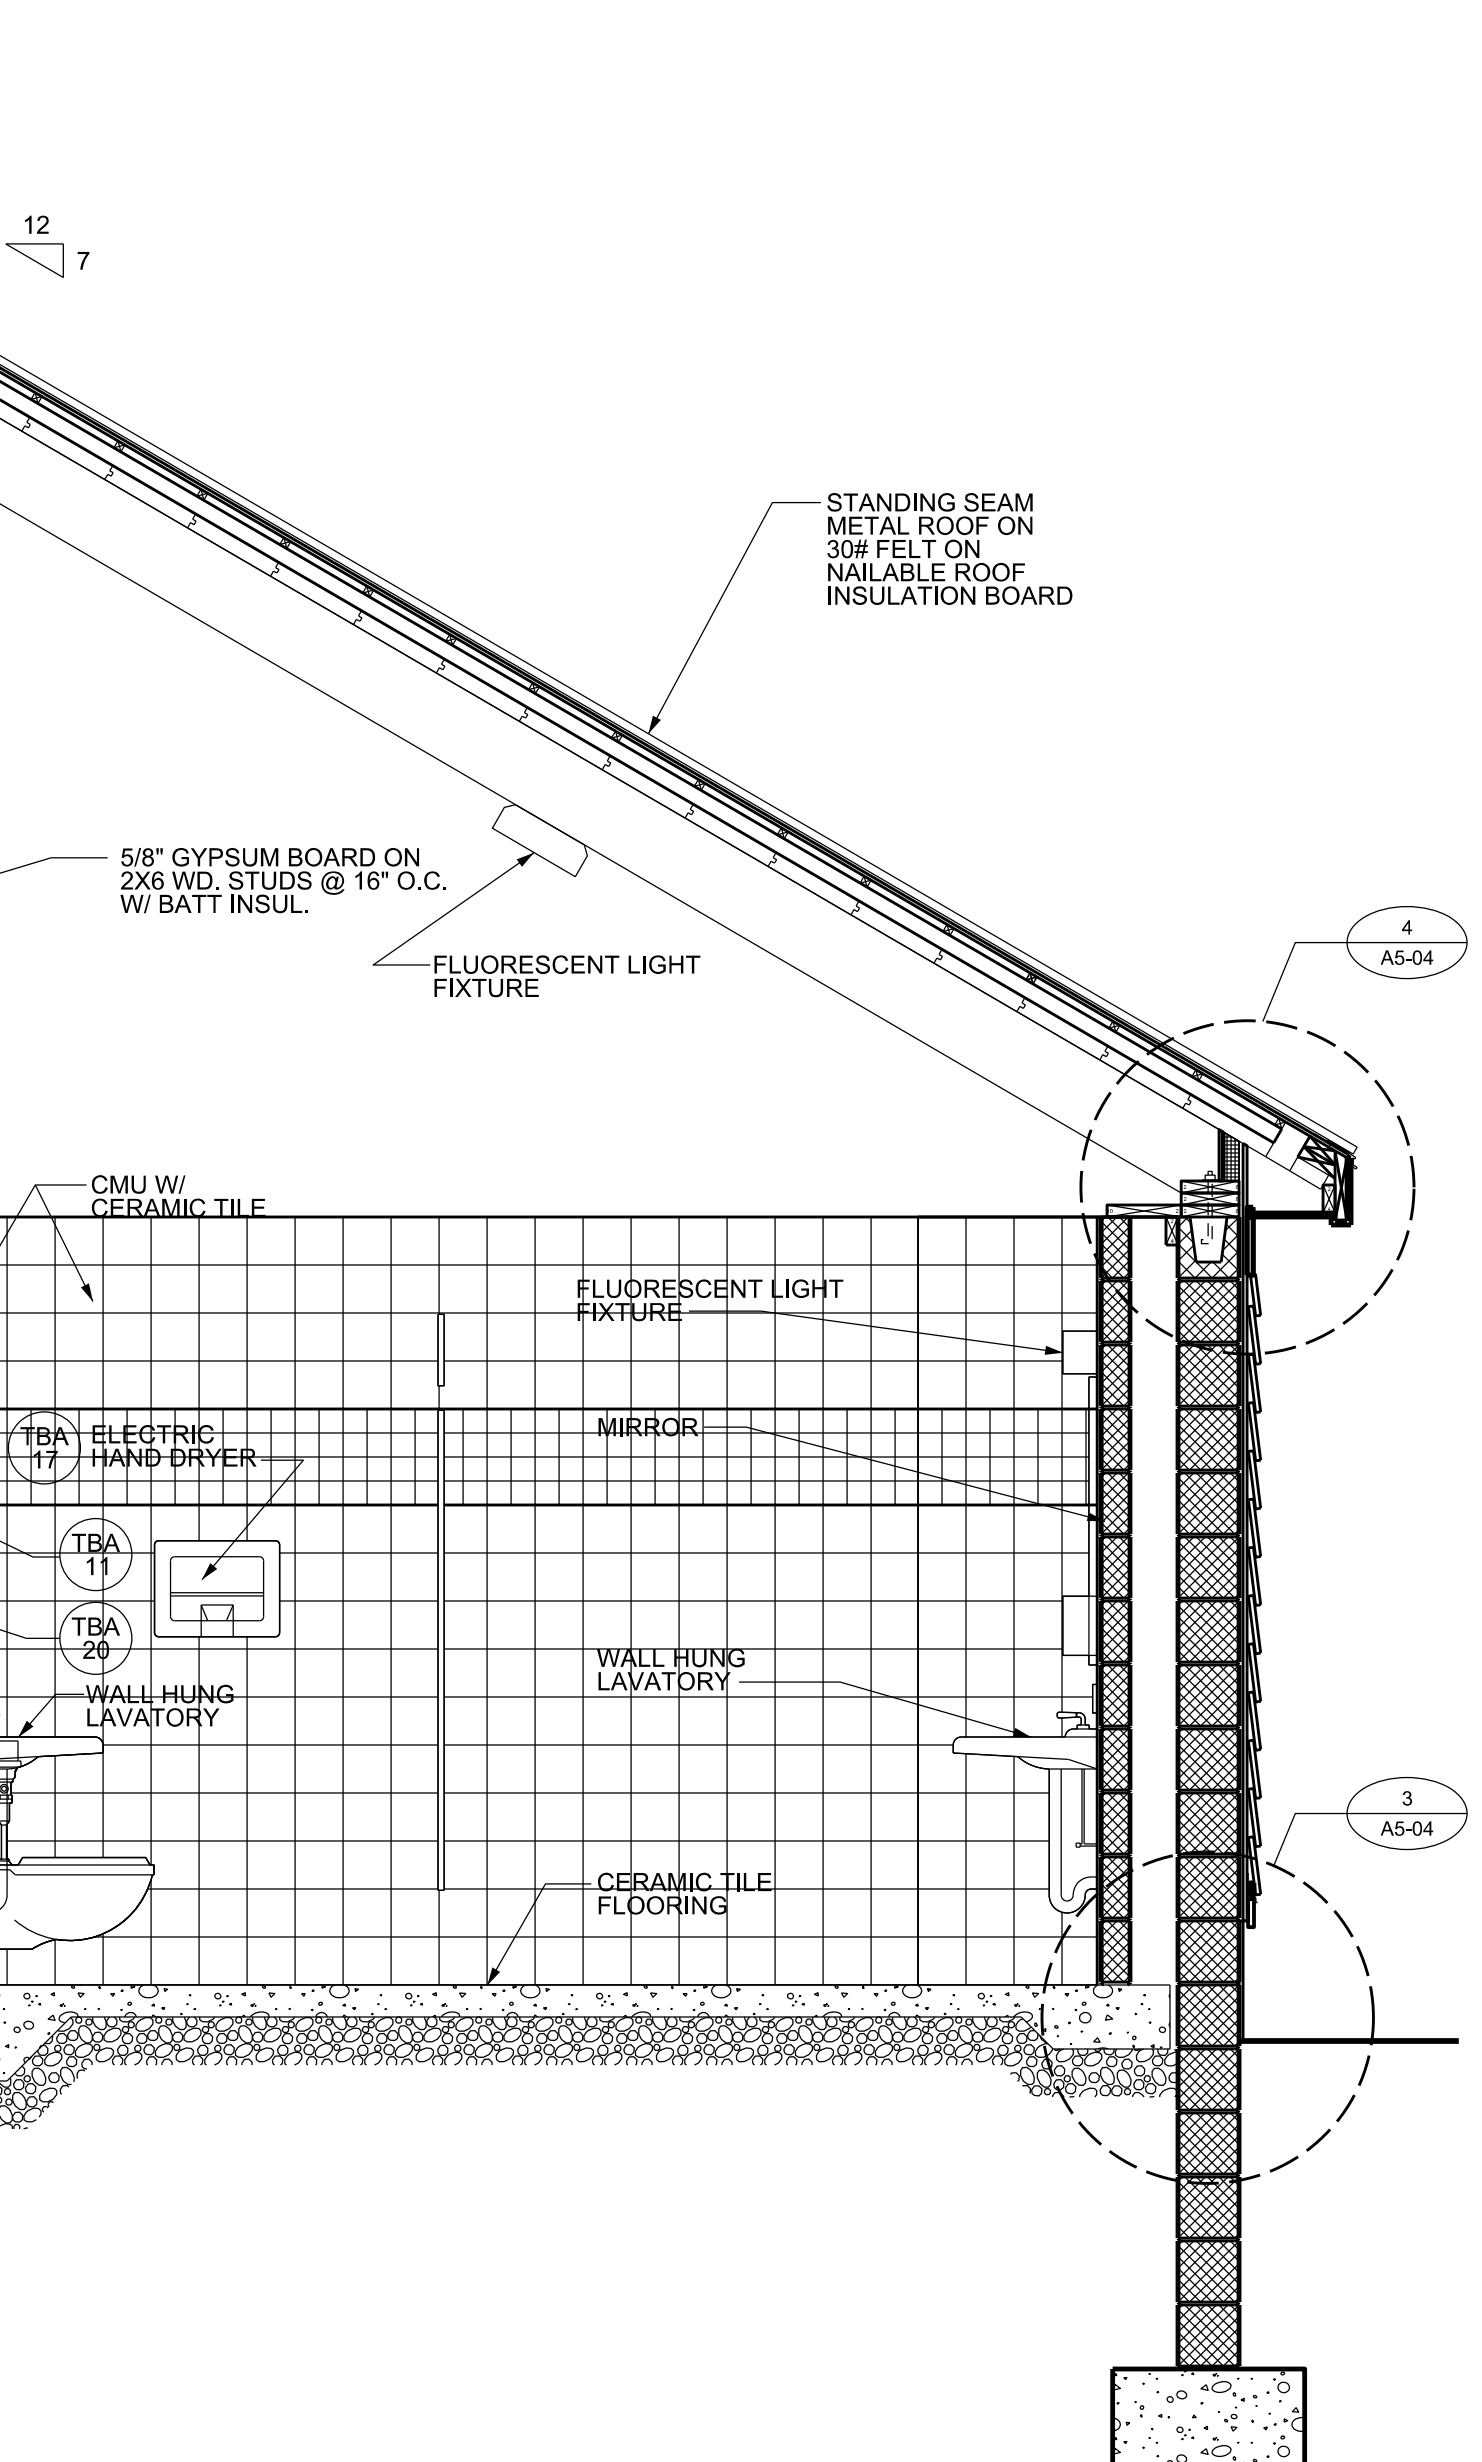 12
7
STANDING SEAM
METAL ROOF ON
30# FELT ON
NAILABLE ROOF
INSULATION BOARD
5/8" GYPSUM BOARD ON
2X6 WD. STUDS @ 16" O.C.
W/ BATT INSUL.
FLUORESCENT LIGHT
FIXTURE
4
A5-04
CMU W/
CERAMIC TILE
FLUORESCENT LIGHT
FIXTURE
TBA
17
ELECTRIC
HAND DRYER
MIRROR
TBA
11
TBA
20
WALL HUNG
LAVATORY
WALL HUNG
LAVATORY
3
A5-04
CERAMIC TILE
FLOORING